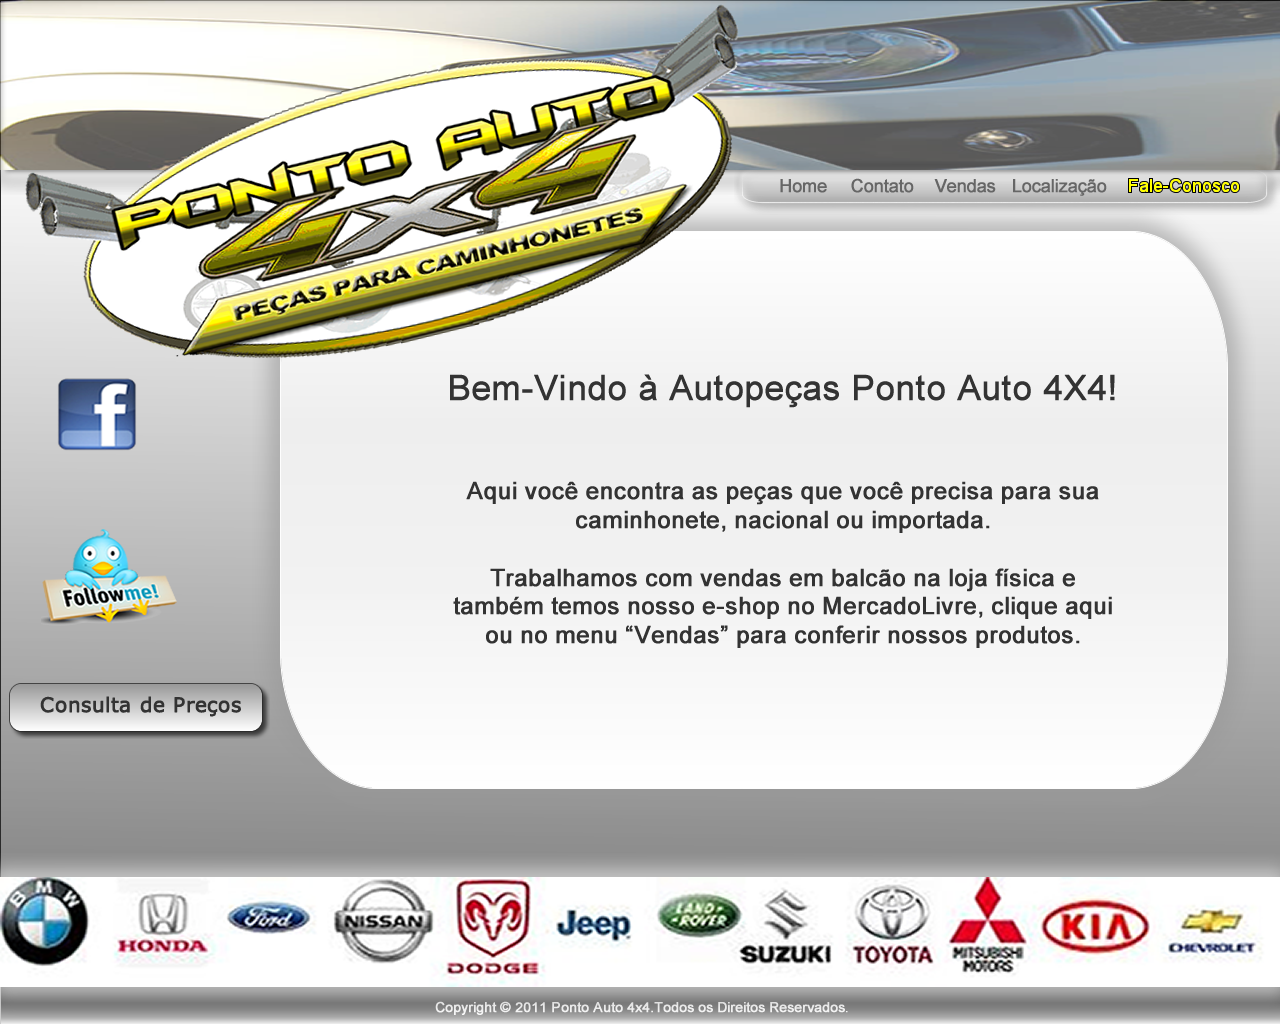 PONTO AUTO
4X4
PEÇAS PARA CAMINHONETES
Home Contato Vendas Localização Fale-Conosco
Bem-Vindo à Autopeças Ponto Auto 4X4!
Aqui você encontra as peças que você precisa para sua
caminhonete, nacional ou importada.
Trabalhamos com vendas em balcão na loja física e
também temos nosso e-shop no MercadoLivre, clique aqui
ou no menu “Vendas” para conferir nossos produtos.
f
Followme!
Consulta de Preços
BMW
HONDA
Ford
NISSAN
DODGE
Jeep
LAND ROVER
SUZUKI
TOYOTA
MITSUBISHI
MOTORS
KIA
CHEVROLET
Copyright © 2011 Ponto Auto 4x4.Todos os Direitos Reservados.